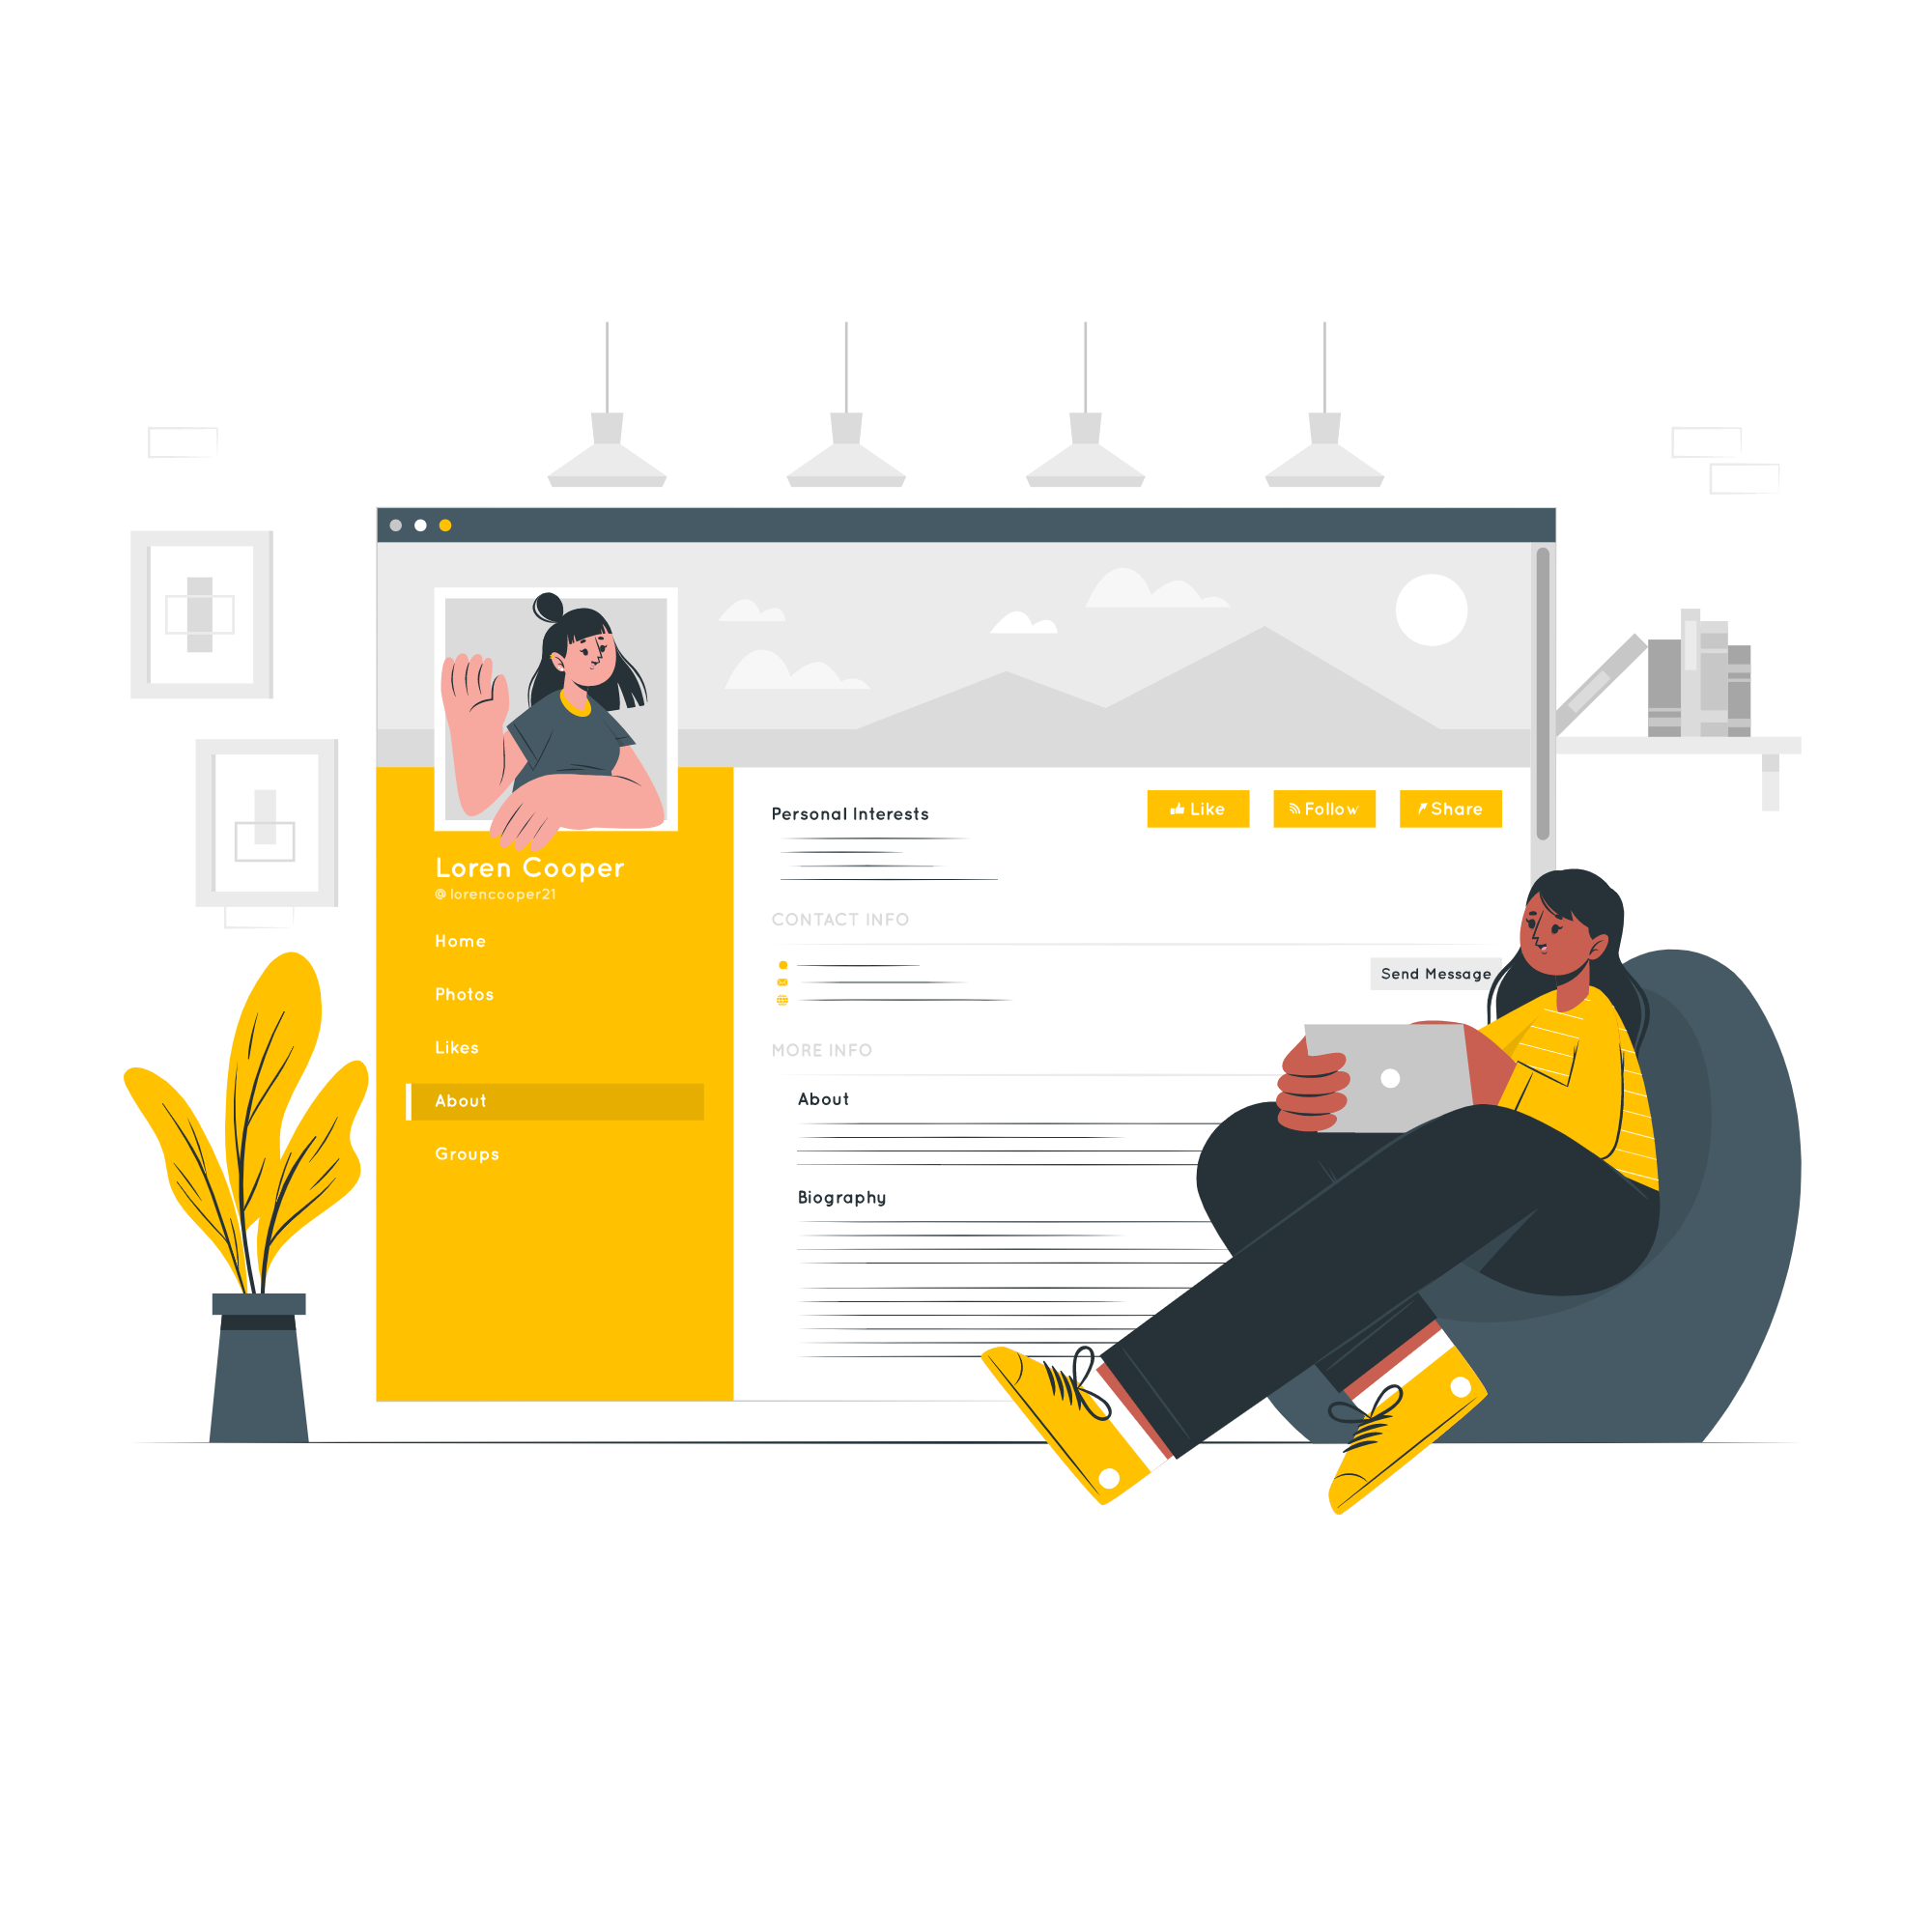 Loren Cooper
@lorencooper21
Home
Photos
Likes
About
Groups
Personal Interests
Like
Follow
Share
CONTACT INFO
Send Message
MORE INFO
About
Biography